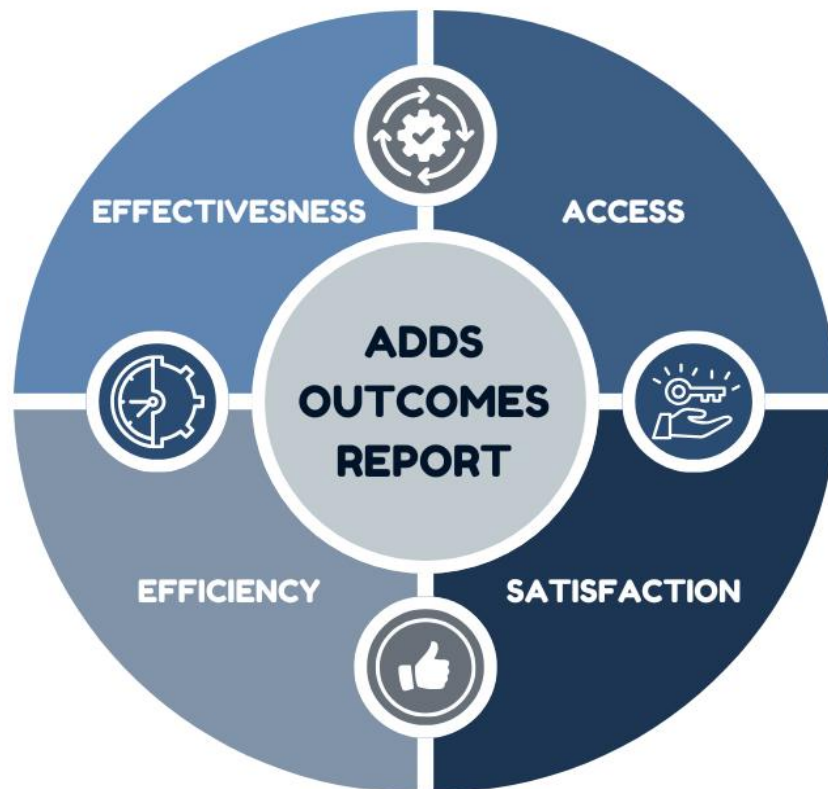 EFFECTIVESNESS
ACCESS
ADDS
OUTCOMES
REPORT
EFFICIENCY
SATISFACTION